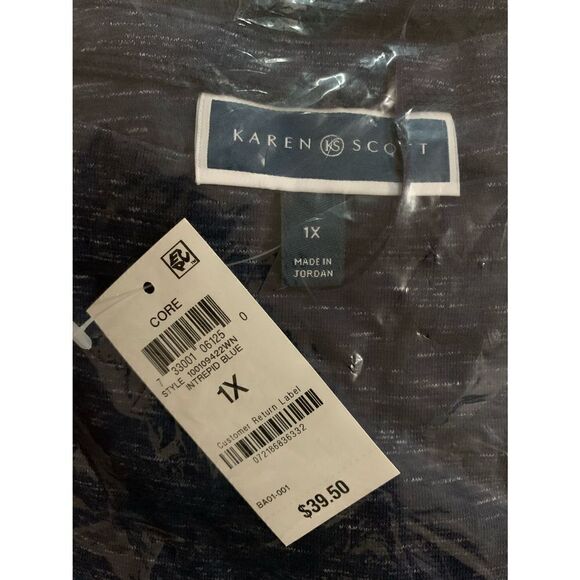 KAREN KS SCOTT
1X
MADE IN
JORDAN
CORE
7 33001 06125 0
STYLE 100109422WN
INTREPID BLUE
1X
Customer Return Label
072186836332
BA01-001
$39.50